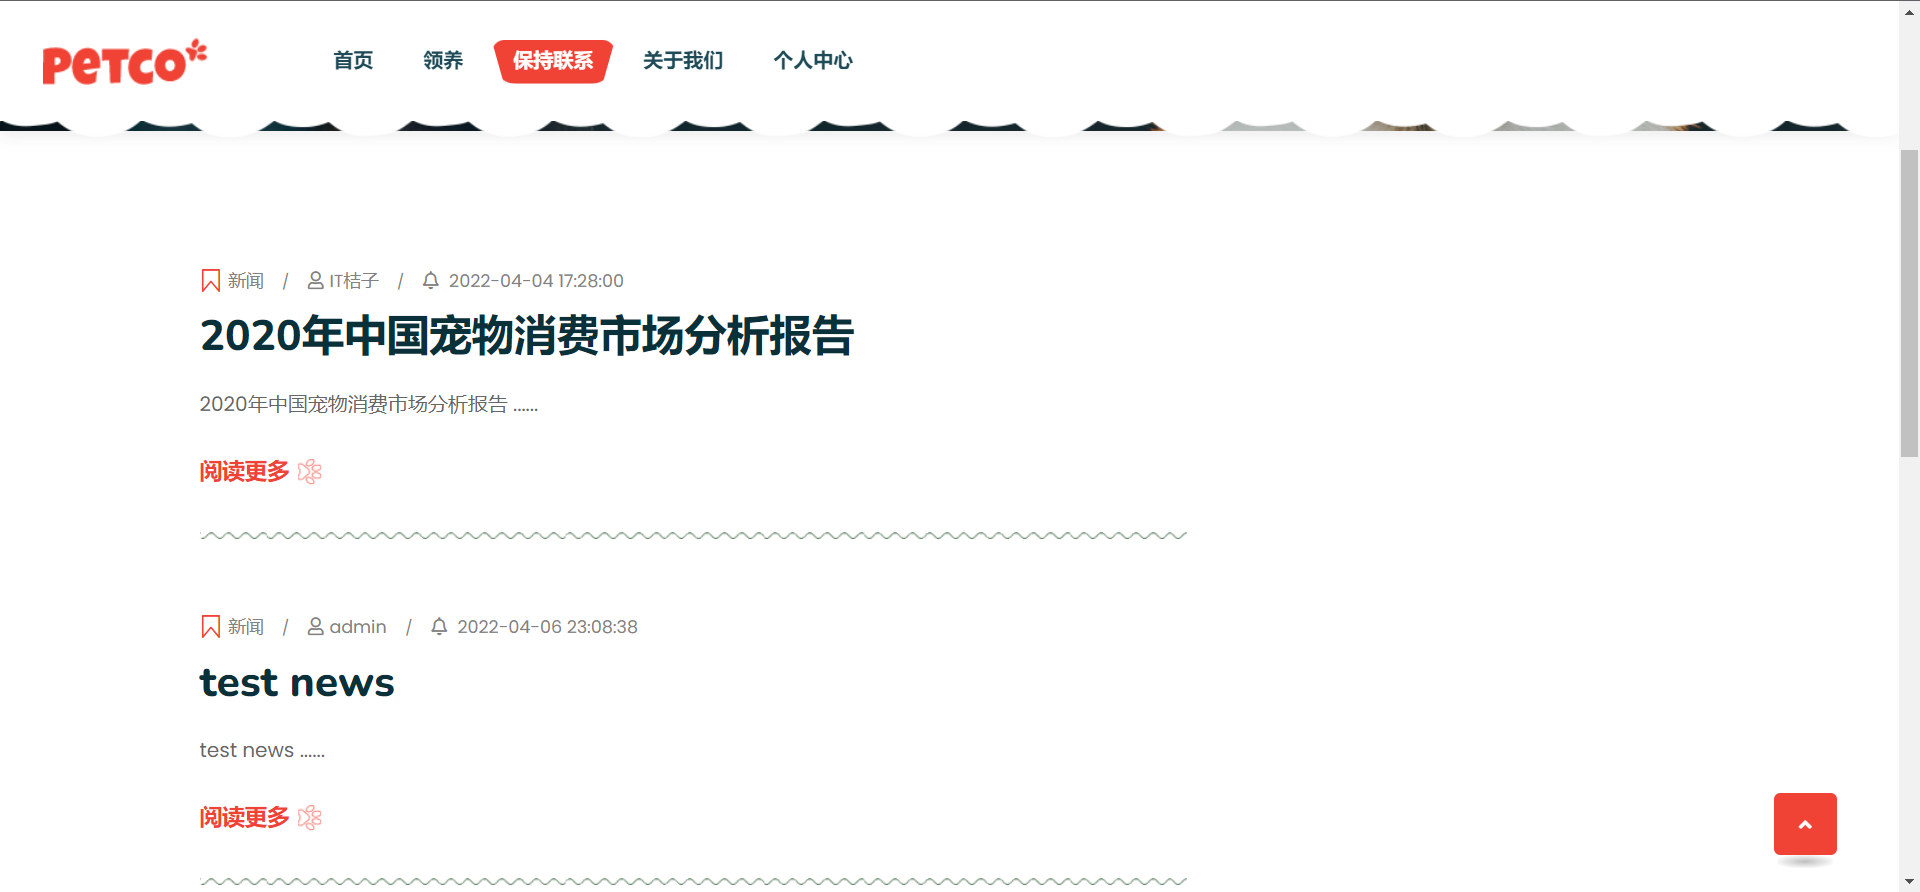 PETCO
首页 领养 保持联系 关于我们 个人中心
新闻 / IT桔子 / 2022-04-04 17:28:00
2020年中国宠物消费市场分析报告
2020年中国宠物消费市场分析报告 ......
阅读更多
新闻 / admin / 2022-04-06 23:08:38
test news
test news ......
阅读更多